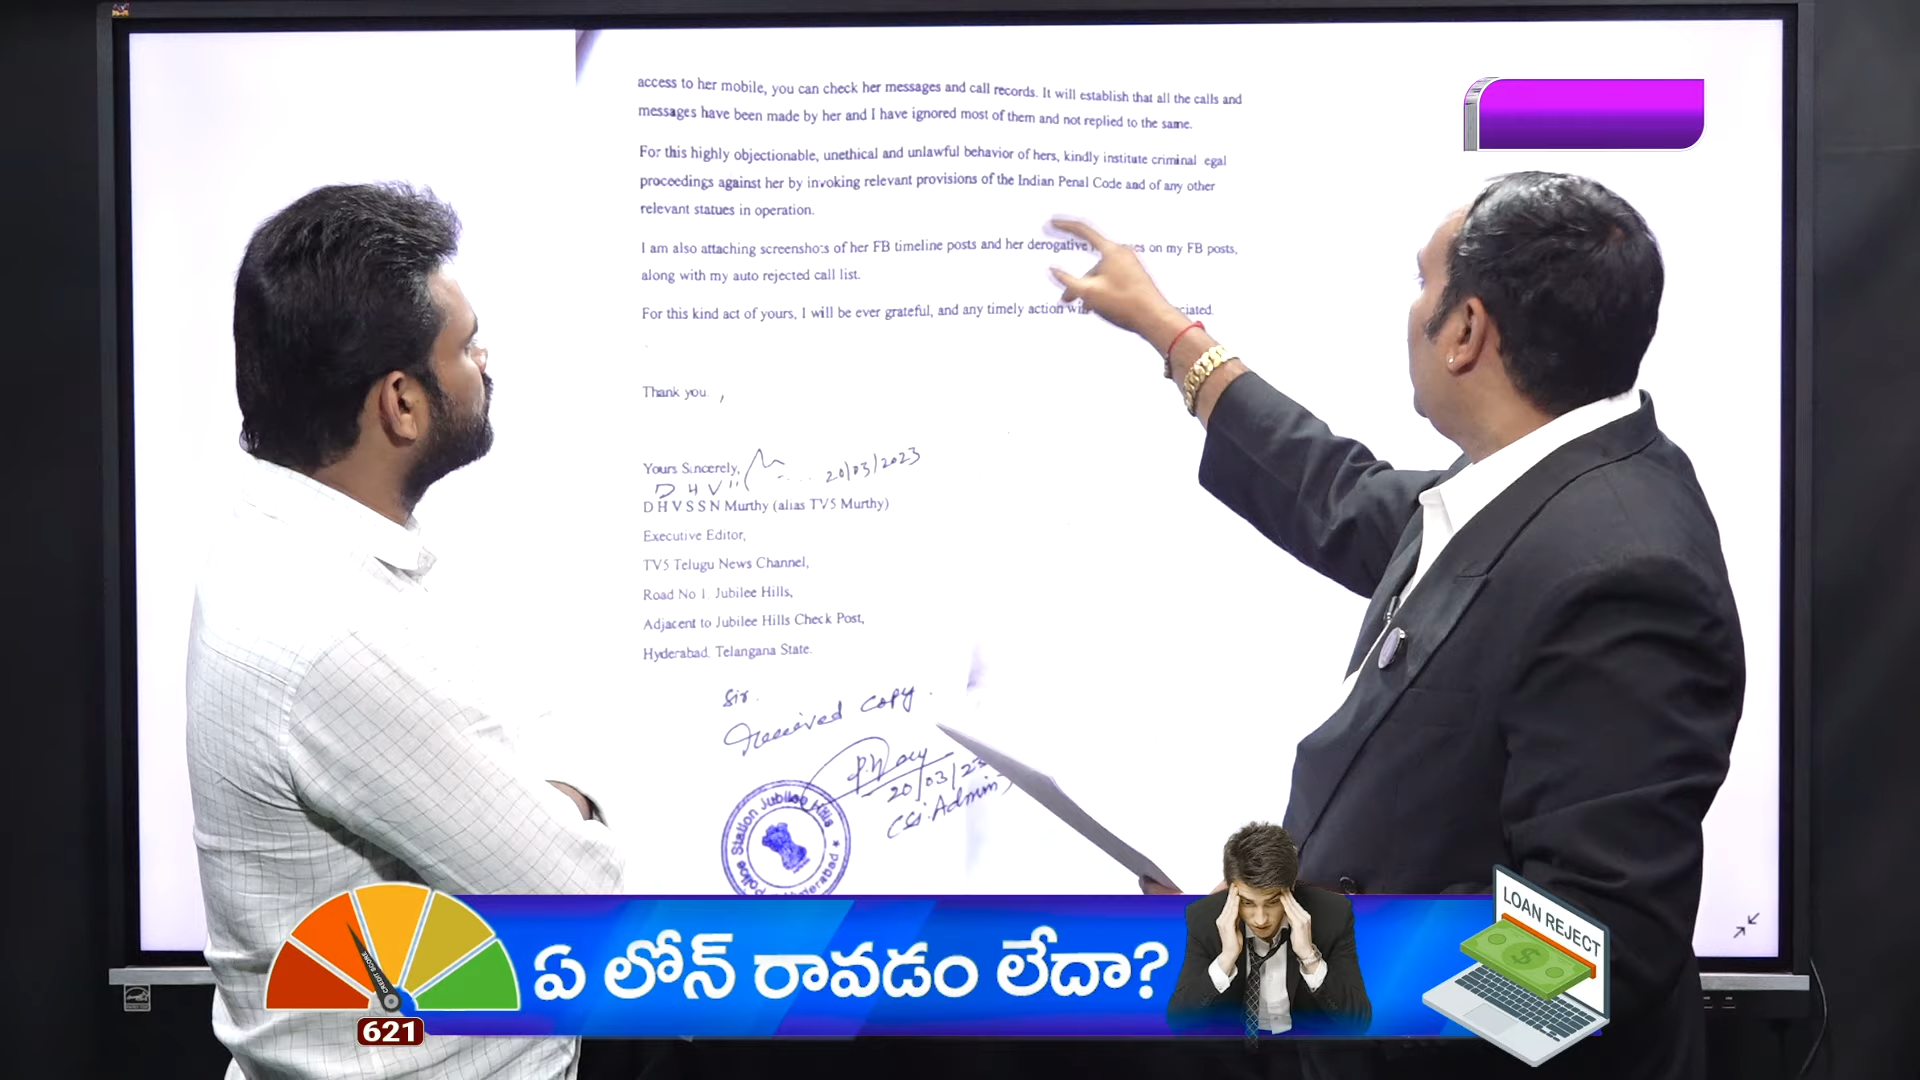 access to her mobile, you can check her messages and call records. It will establish that all the calls and
messages have been made by her and I have ignored most of them and not replied to the same.
For this highly objectionable, unethical and unlawful behavior of hers, kindly institute criminal egal
proceedings against her by invoking relevant provisions of the Indian Penal Code and of any other
relevant statues in operation.
I am also attaching screenshots of her FB timeline posts and her derogative on my FB posts,
along with my auto rejected call list.
For this kind act of yours, I will be ever grateful, and any timely action
Thank you ,
Yours Sincerely, 20/03/2023
D H V
D H V S S N Murthy (alias TV5 Murthy)
Executive Editor,
TV5 Telugu News Channel,
Road No 1, Jubilee Hills,
Adjacent to Jubilee Hills Check Post,
Hyderabad, Telangana State.
Sir.
Received copy.
20/03/23
Police Station Jubilee Hills
Hyderabad
ఏ లోన్ రావడం లేదా?
LOAN REJECT
CREDIT SCORE
621